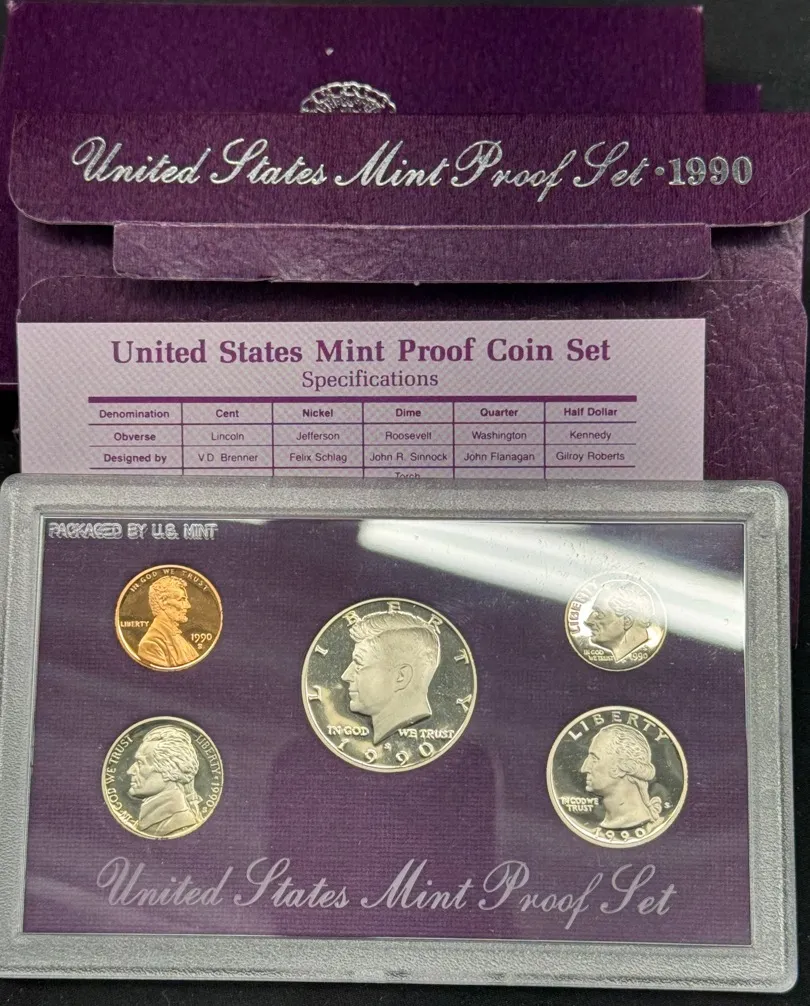 United States Mint Proof Set · 1990
United States Mint Proof Coin Set
Specifications
Denomination Cent Nickel Dime Quarter Half Dollar
Obverse Lincoln Jefferson Roosevelt Washington Kennedy
Designed by V.D. Brenner Felix Schlag John R. Sinnock John Flanagan Gilroy Roberts
Torch
PACKAGED BY U.S. MINT
IN GOD WE TRUST
LIBERTY
1990
S
LIBERTY
IN GOD WE TRUST
S
1990
LIBERTY
IN GOD
WE TRUST
1990
IN GOD WE TRUST
LIBERTY · 1990
LIBERTY
IN GOD WE
TRUST
S
1990
United States Mint Proof Set